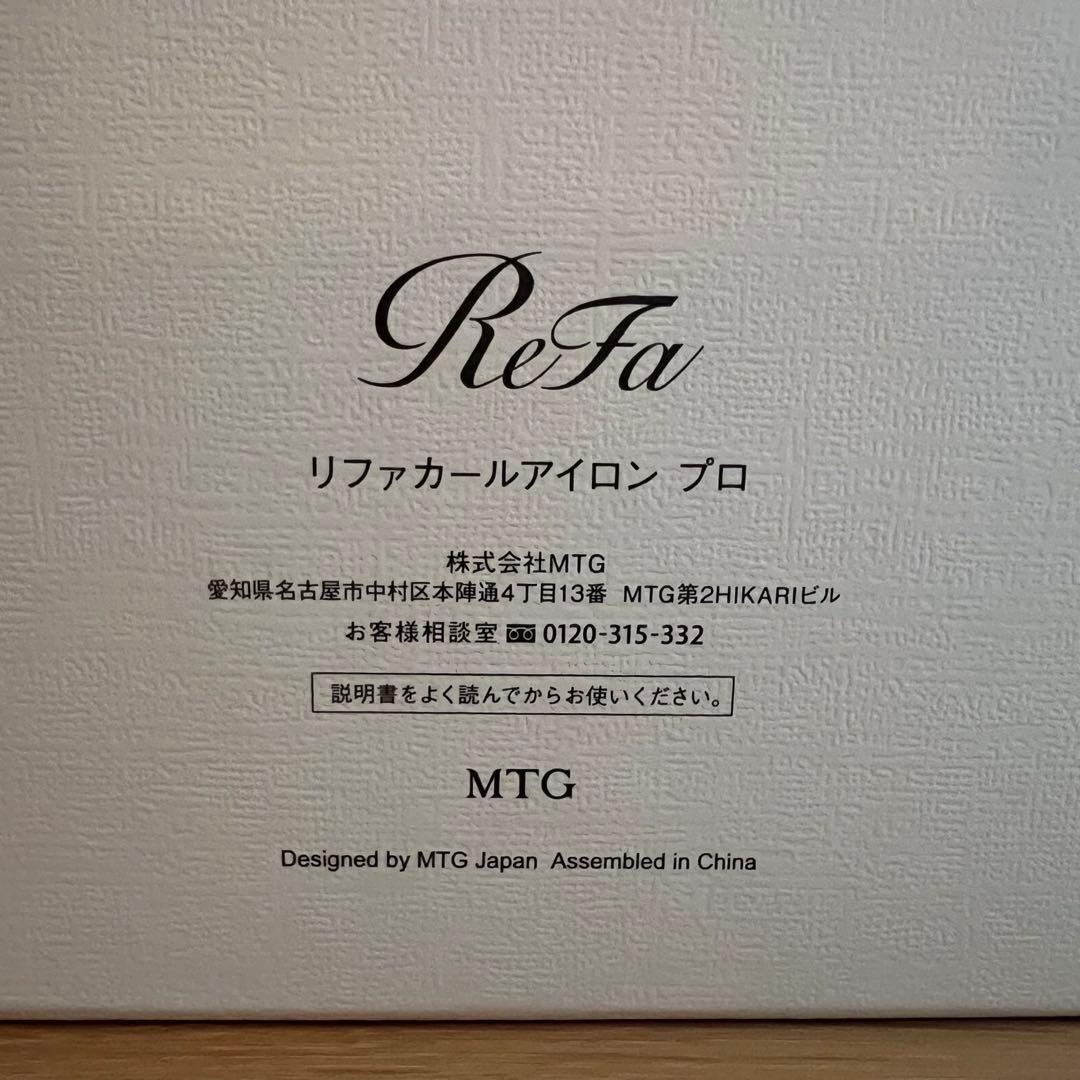 ReFa
リファカールアイロン プロ
株式会社MTG
愛知県名古屋市中村区本陣通4丁目13番 MTG第2HIKARIビル
お客様相談室 0120-315-332
説明書をよく読んでからお使いください。
MTG
Designed by MTG Japan Assembled in China